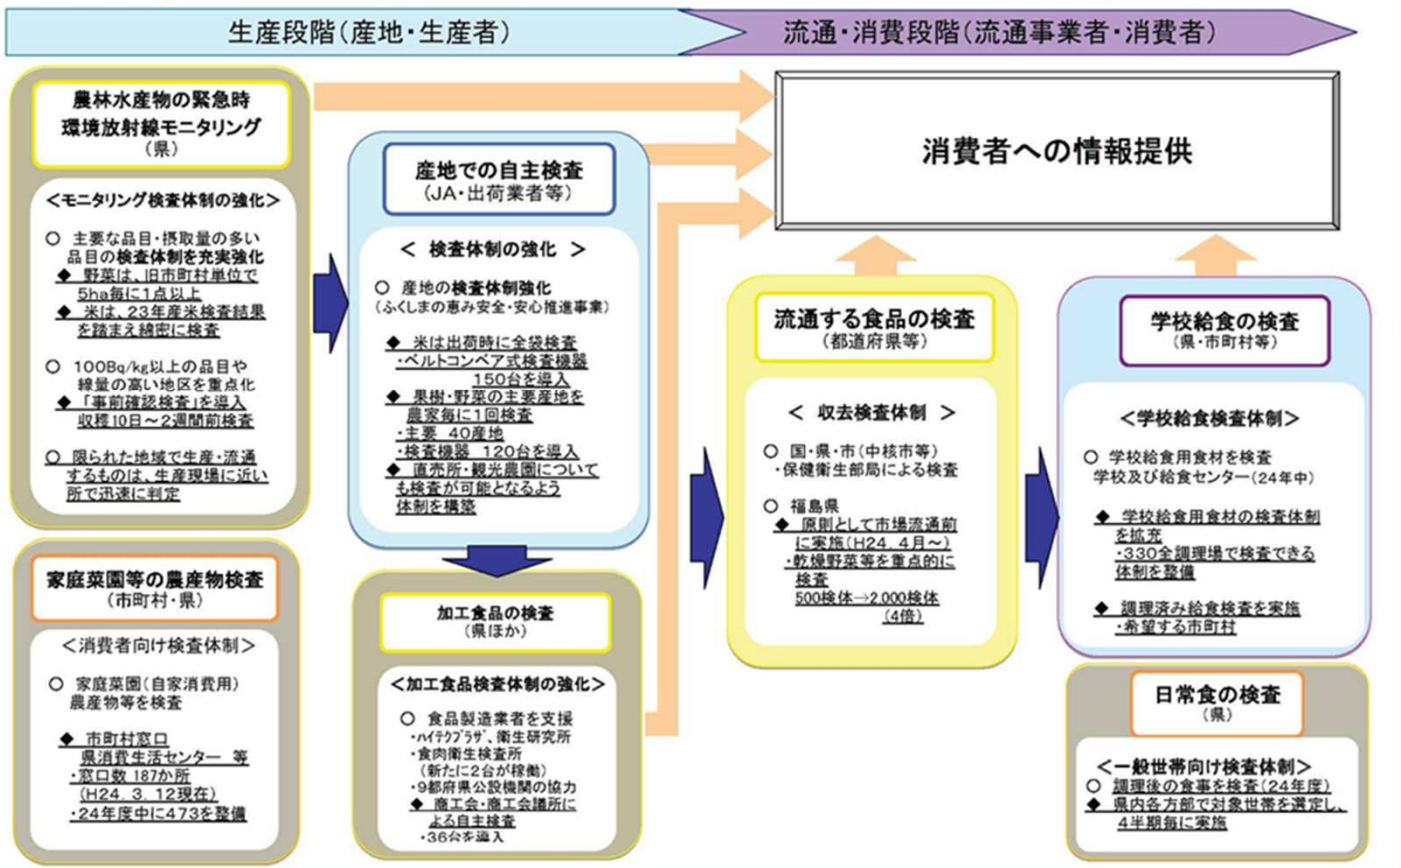 生産段階(産地・生産者)
流通・消費段階(流通事業者・消費者)
農林水産物の緊急時
環境放射線モニタリング
(県)
<モニタリング検査体制の強化>
○ 主要な品目・摂取量の多い
品目の検査体制を充実強化
◆ 野菜は、旧市町村単位で
5ha毎に1点以上
◆ 米は、23年産米検査結果
を踏まえ綿密に検査
○ 100Bq/kg以上の品目や
線量の高い地区を重点化
◆「事前確認検査」を導入
収穫10日～2週間前検査
○ 限られた地域で生産・流通
するものは、生産現場に近い
所で迅速に判定
家庭菜園等の農産物検査
(市町村・県)
<消費者向け検査体制>
○ 家庭菜園(自家消費用)
農産物等を検査
◆ 市町村窓口
県消費生活センター 等
・窓口数 187か所
(H24. 3. 12現在)
・24年度中に473を整備
産地での自主検査
(JA・出荷業者等)
< 検査体制の強化 >
○ 産地の検査体制強化
(ふくしまの恵み安全・安心推進事業)
◆ 米は出荷時に全袋検査
・ベルトコンベア式検査機器
150台を導入
◆ 果樹・野菜の主要産地を
農家毎に1回検査
・主要 40産地
・検査機器 120台を導入
◆ 直売所・観光農園について
も検査が可能となるよう
体制を構築
加工食品の検査
(県ほか)
<加工食品検査体制の強化>
○ 食品製造業者を支援
・ハイテクプラザ、衛生研究所
・食肉衛生検査所
(新たに2台が稼働)
・9都府県公設機関の協力
◆ 商工会・商工会議所に
よる自主検査
・36台を導入
消費者への情報提供
流通する食品の検査
(都道府県等)
< 収去検査体制 >
○ 国・県・市(中核市等)
・保健衛生部局による検査
○ 福島県
◆ 原則として市場流通前
に実施(H24. 4月～)
・乾燥野菜等を重点的に
検査
500検体→2,000検体
(4倍)
学校給食の検査
(県・市町村等)
<学校給食検査体制>
○ 学校給食用食材を検査
学校及び給食センター(24年中)
◆ 学校給食用食材の検査体制
を拡充
・330全調理場で検査できる
体制を整備
◆ 調理済み給食検査を実施
・希望する市町村
日常食の検査
(県)
<一般世帯向け検査体制>
○ 調理後の食事を検査(24年度)
◆ 県内各方部で対象世帯を選定し、
4半期毎に実施